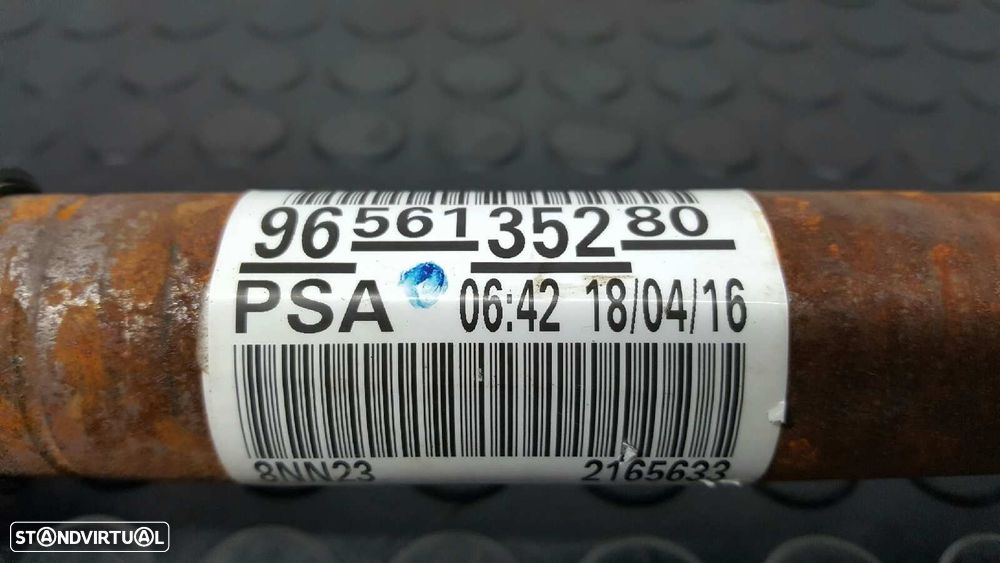 96 561 352 80
PSA 06:42 18/04/16
8NN23 2165633
STANDVIRTUAL